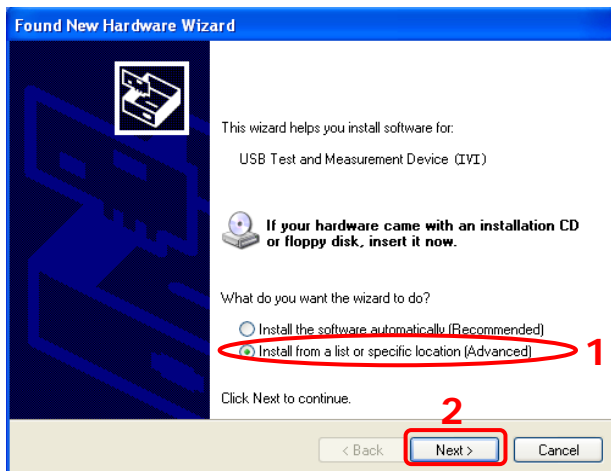 Found New Hardware Wizard
This wizard helps you install software for:
USB Test and Measurement Device (IVI)
If your hardware came with an installation CD
or floppy disk, insert it now.
What do you want the wizard to do?
Install the software automatically (Recommended)
Install from a list or specific location (Advanced)
1
Click Next to continue.
2
< Back
Next >
Cancel